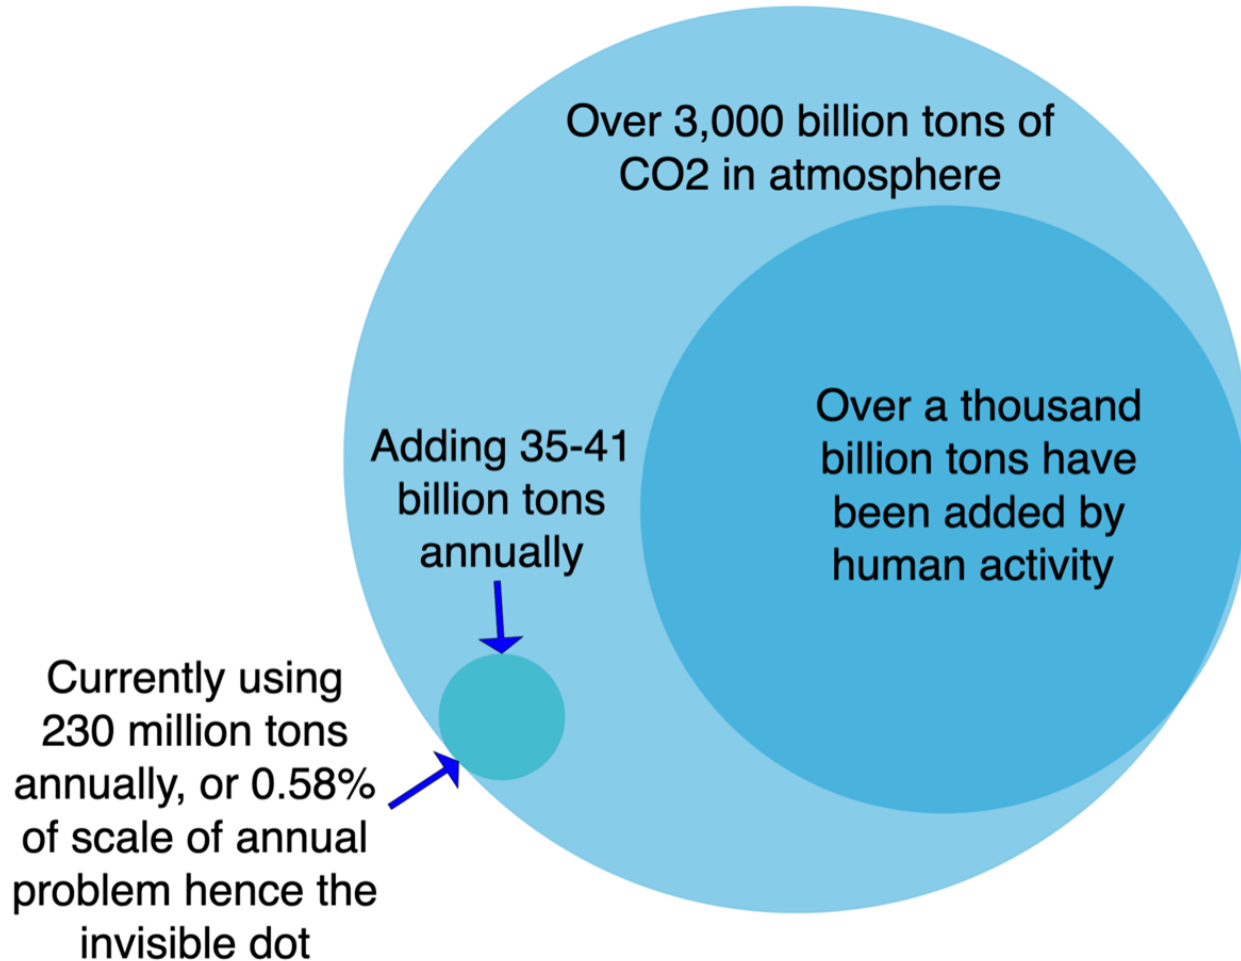 Over 3,000 billion tons of
CO2 in atmosphere
Over a thousand
billion tons have
been added by
human activity
Adding 35-41
billion tons
annually
Currently using
230 million tons
annually, or 0.58%
of scale of annual
problem hence the
invisible dot